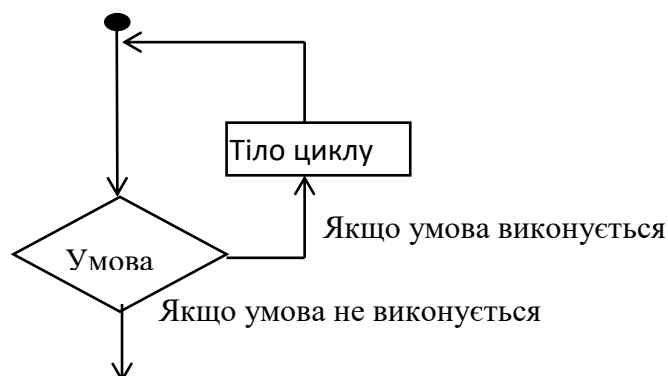 Тіло циклу
Якщо умова виконується
Умова
Якщо умова не виконується